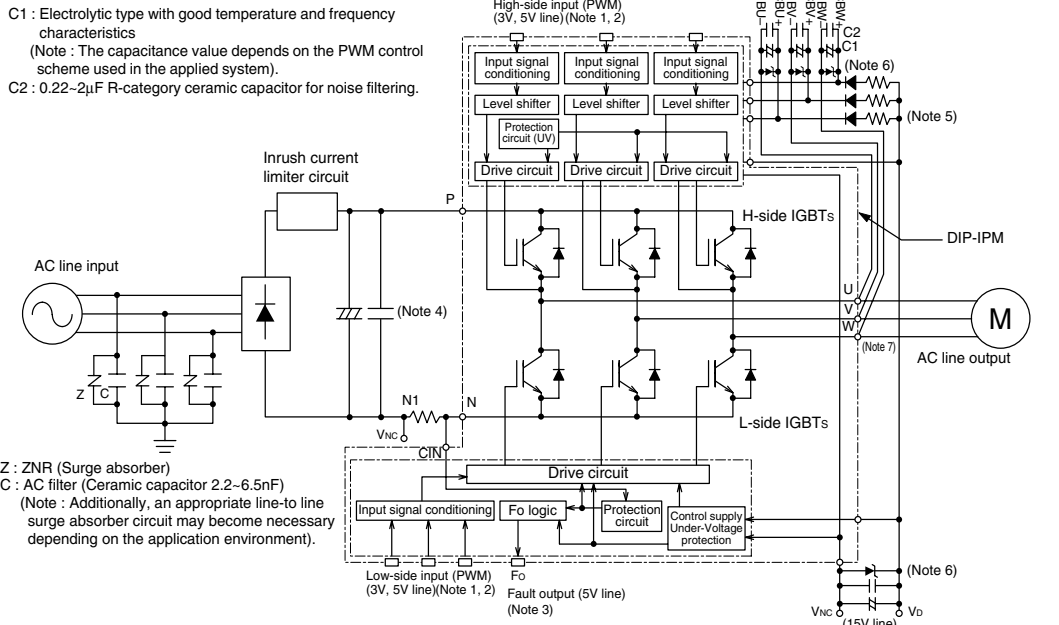 C1 : Electrolytic type with good temperature and frequency
characteristics
(Note : The capacitance value depends on the PWM control
scheme used in the applied system).
C2 : 0.22~2μF R-category ceramic capacitor for noise filtering.
High-side input (PWM)
(3V, 5V line)(Note 1, 2)
BU–
BU+
BV–
BV+
BW–
BW+
C2
C1
(Note 6)
(Note 5)
Input signal conditioning
Input signal conditioning
Input signal conditioning
Level shifter
Level shifter
Level shifter
Protection
circuit (UV)
Drive circuit
Drive circuit
Drive circuit
Inrush current
limiter circuit
P
H-side IGBTs
DIP-IPM
AC line input
(Note 4)
U
V
W
(Note 7)
M
AC line output
Z
C
N1
N
VNC
CIN
L-side IGBTs
Z : ZNR (Surge absorber)
C : AC filter (Ceramic capacitor 2.2~6.5nF)
(Note : Additionally, an appropriate line-to line
surge absorber circuit may become necessary
depending on the application environment).
Drive circuit
Input signal conditioning
Fo logic
Protection
circuit
Control supply
Under-Voltage
protection
Low-side input (PWM)
(3V, 5V line)(Note 1, 2)
FO
Fault output (5V line)
(Note 3)
(Note 6)
VNC
VD
(15V line)